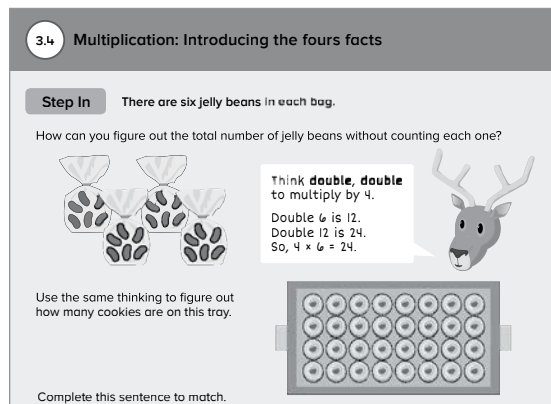 3.4 Multiplication: Introducing the fours facts
Step In There are six jelly beans in each bag.
How can you figure out the total number of jelly beans without counting each one?
Think double, double
to multiply by 4.
Double 6 is 12.
Double 12 is 24.
So, 4 × 6 = 24.
Use the same thinking to figure out
how many cookies are on this tray.
Complete this sentence to match.